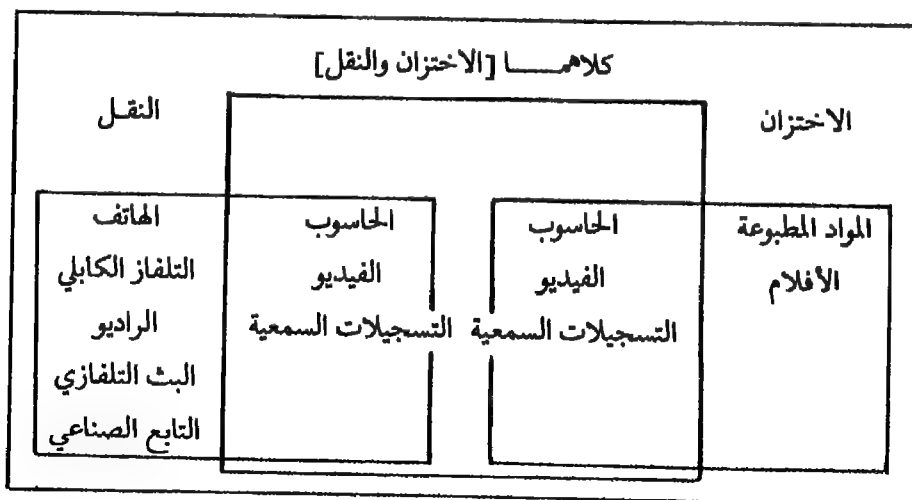 كلاهمــــا [الاختزان والنقل]
الاختزان
النقـل
المواد المطبوعة
الأفلام
الحاسوب
الفيديو
التسجيلات السمعية
الحاسوب
الفيديو
التسجيلات السمعية
الهاتف
التلفاز الكابلي
الراديو
البث التلفازي
التابع الصناعي